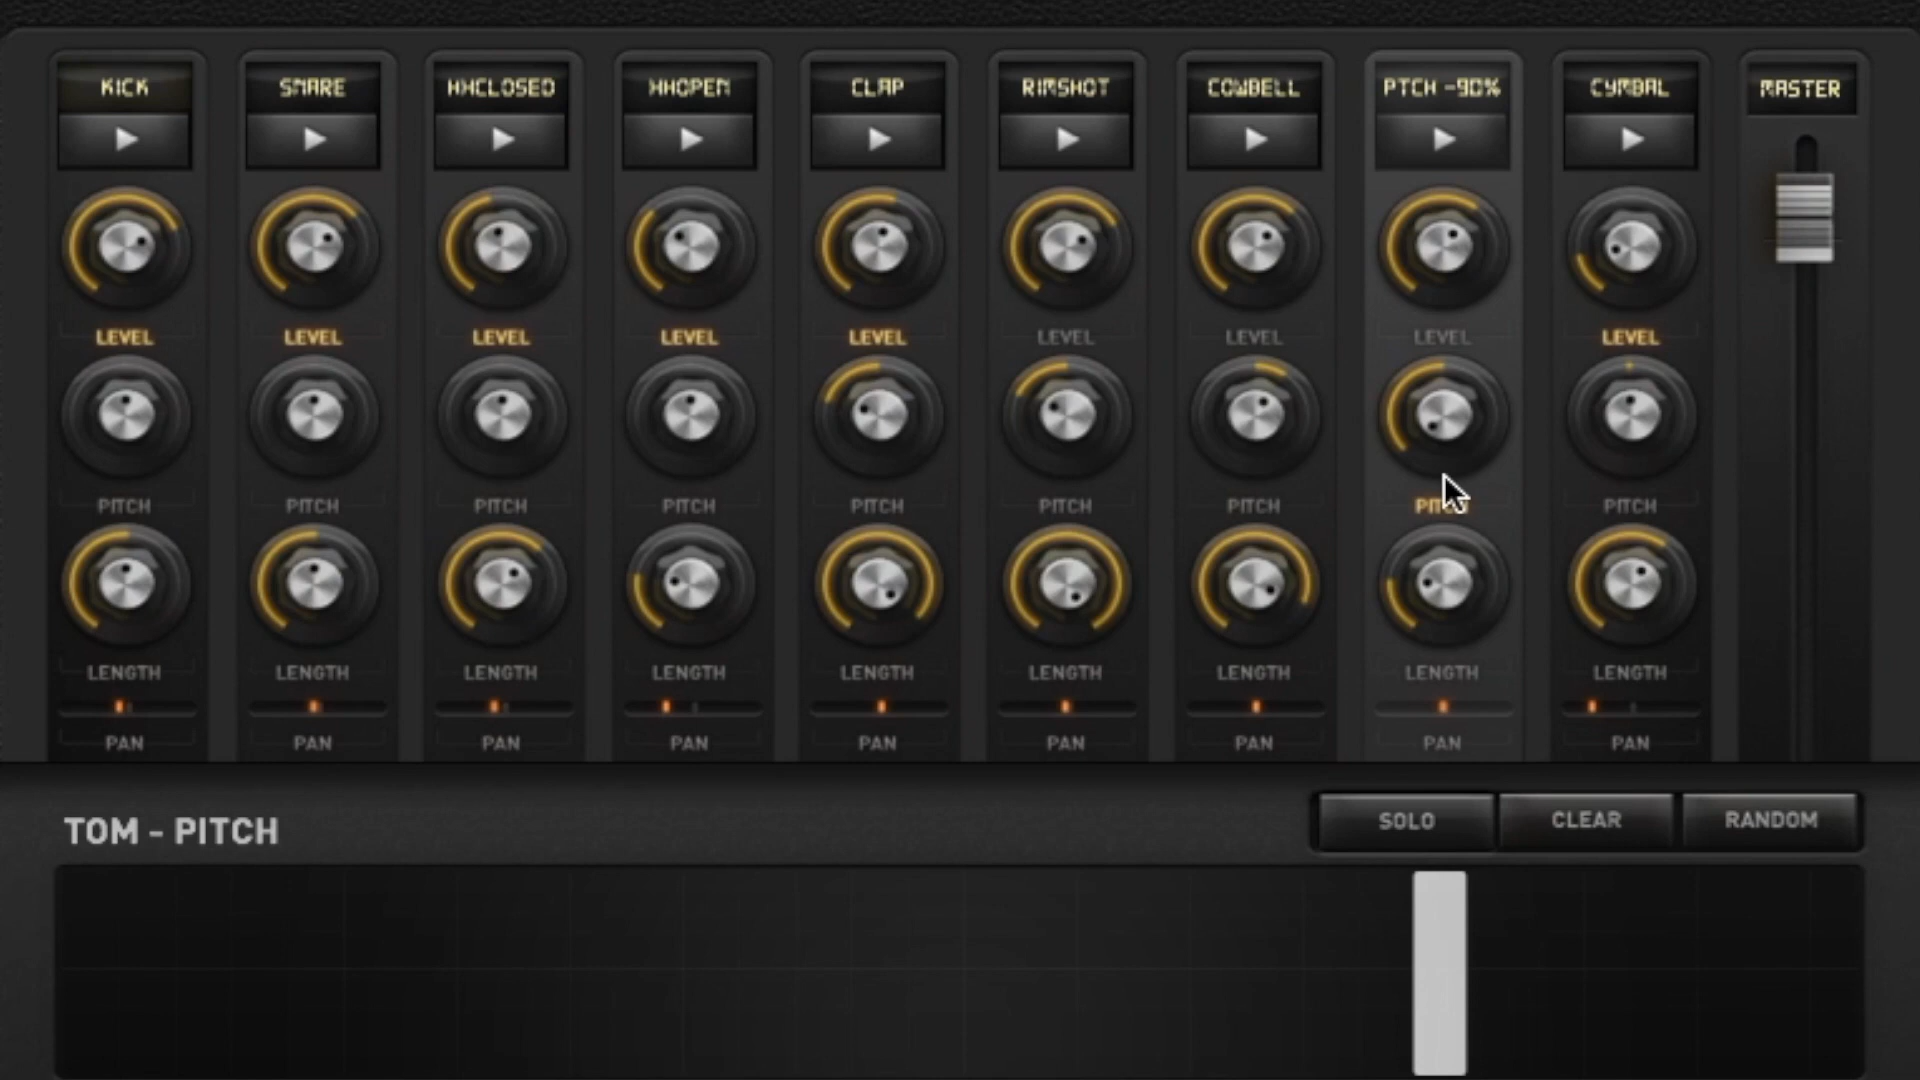 KICK SNARE HHCLOSED HHOPEN CLAP RIMSHOT COWBELL PTCH -90% CYMBAL MASTER
LEVEL LEVEL LEVEL LEVEL LEVEL LEVEL LEVEL LEVEL LEVEL
PITCH PITCH PITCH PITCH PITCH PITCH PITCH PITCH PITCH
LENGTH LENGTH LENGTH LENGTH LENGTH LENGTH LENGTH LENGTH LENGTH
PAN PAN PAN PAN PAN PAN PAN PAN PAN
TOM - PITCH SOLO CLEAR RANDOM